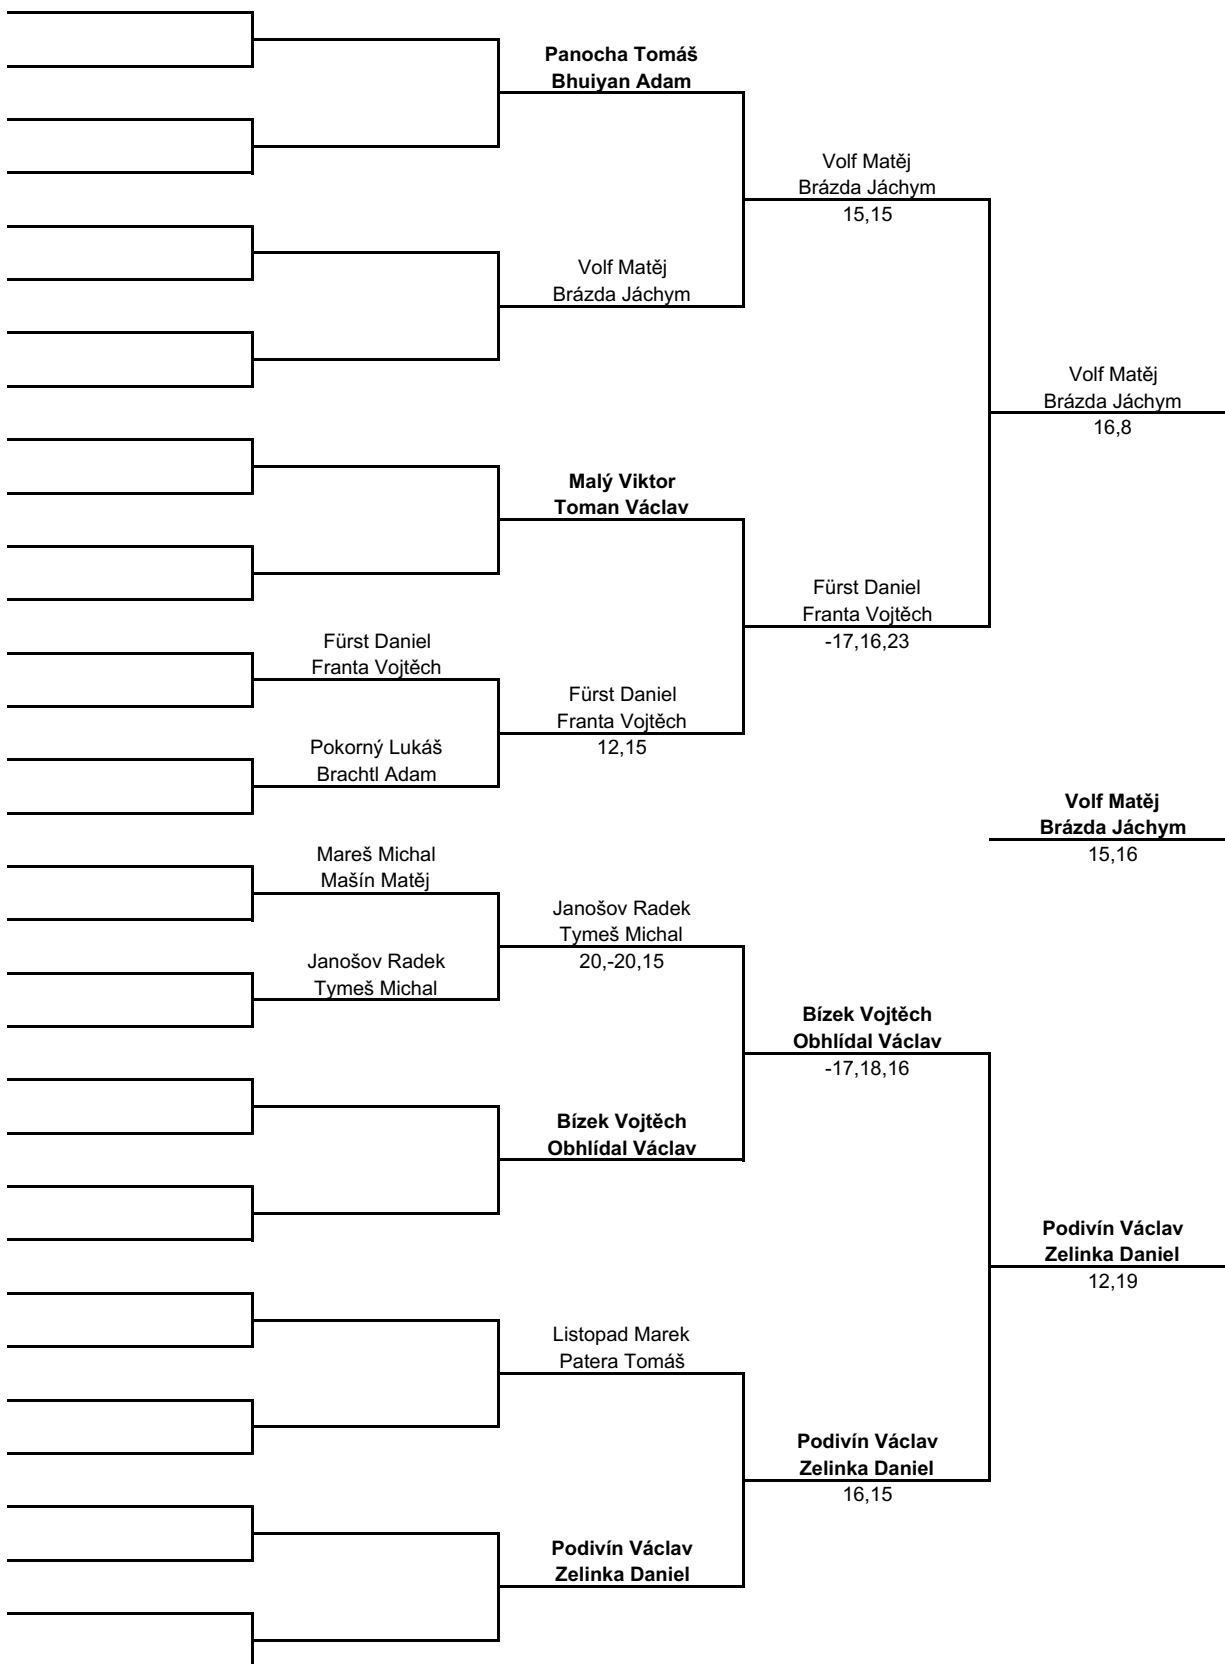 Panocha Tomáš
Bhuiyan Adam
Volf Matěj
Brázda Jáchym
15,15
Volf Matěj
Brázda Jáchym
Volf Matěj
Brázda Jáchym
16,8
Malý Viktor
Toman Václav
Fürst Daniel
Franta Vojtěch
-17,16,23
Fürst Daniel
Franta Vojtěch
Fürst Daniel
Franta Vojtěch
12,15
Pokorný Lukáš
Brachtl Adam
Volf Matěj
Brázda Jáchym
15,16
Mareš Michal
Mašín Matěj
Janošov Radek
Tymeš Michal
20,-20,15
Janošov Radek
Tymeš Michal
Bízek Vojtěch
Obhlídal Václav
-17,18,16
Bízek Vojtěch
Obhlídal Václav
Podivín Václav
Zelinka Daniel
12,19
Listopad Marek
Patera Tomáš
Podivín Václav
Zelinka Daniel
16,15
Podivín Václav
Zelinka Daniel